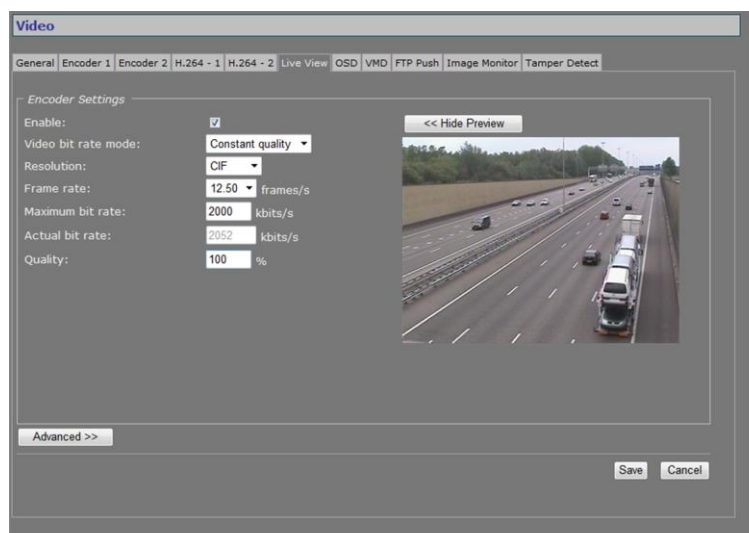 Video
General Encoder 1 Encoder 2 H.264 - 1 H.264 - 2 Live View OSD VMD FTP Push Image Monitor Tamper Detect
Encoder Settings
Enable:
<< Hide Preview
Video bit rate mode: Constant quality
Resolution: CIF
Frame rate: 12.50 frames/s
Maximum bit rate: 2000 kbits/s
Actual bit rate: 2052 kbits/s
Quality: 100 %
Advanced >>
Save Cancel